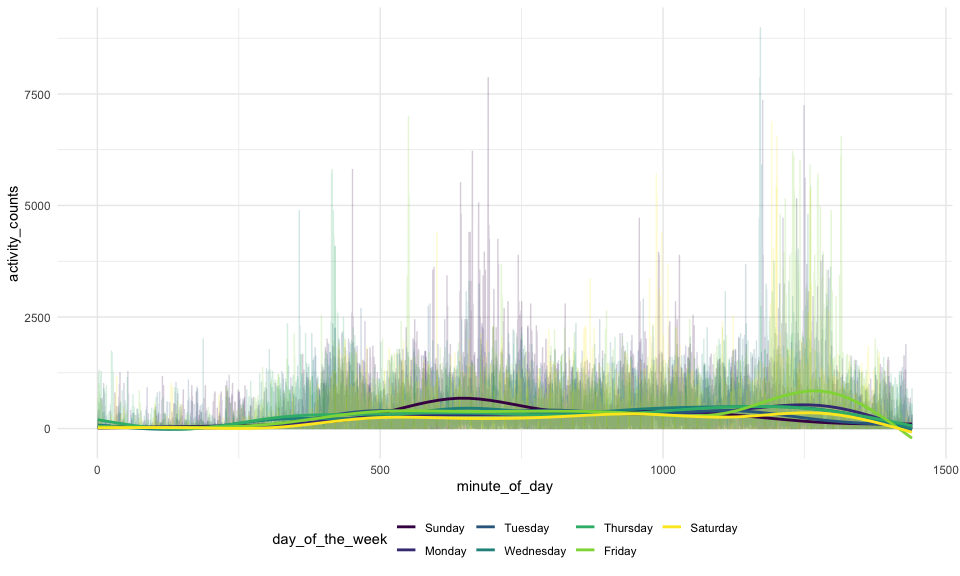 7500
5000
2500
0
activity_counts
0 500 1000 1500
minute_of_day
day_of_the_week
Sunday Tuesday Thursday Saturday
Monday Wednesday Friday